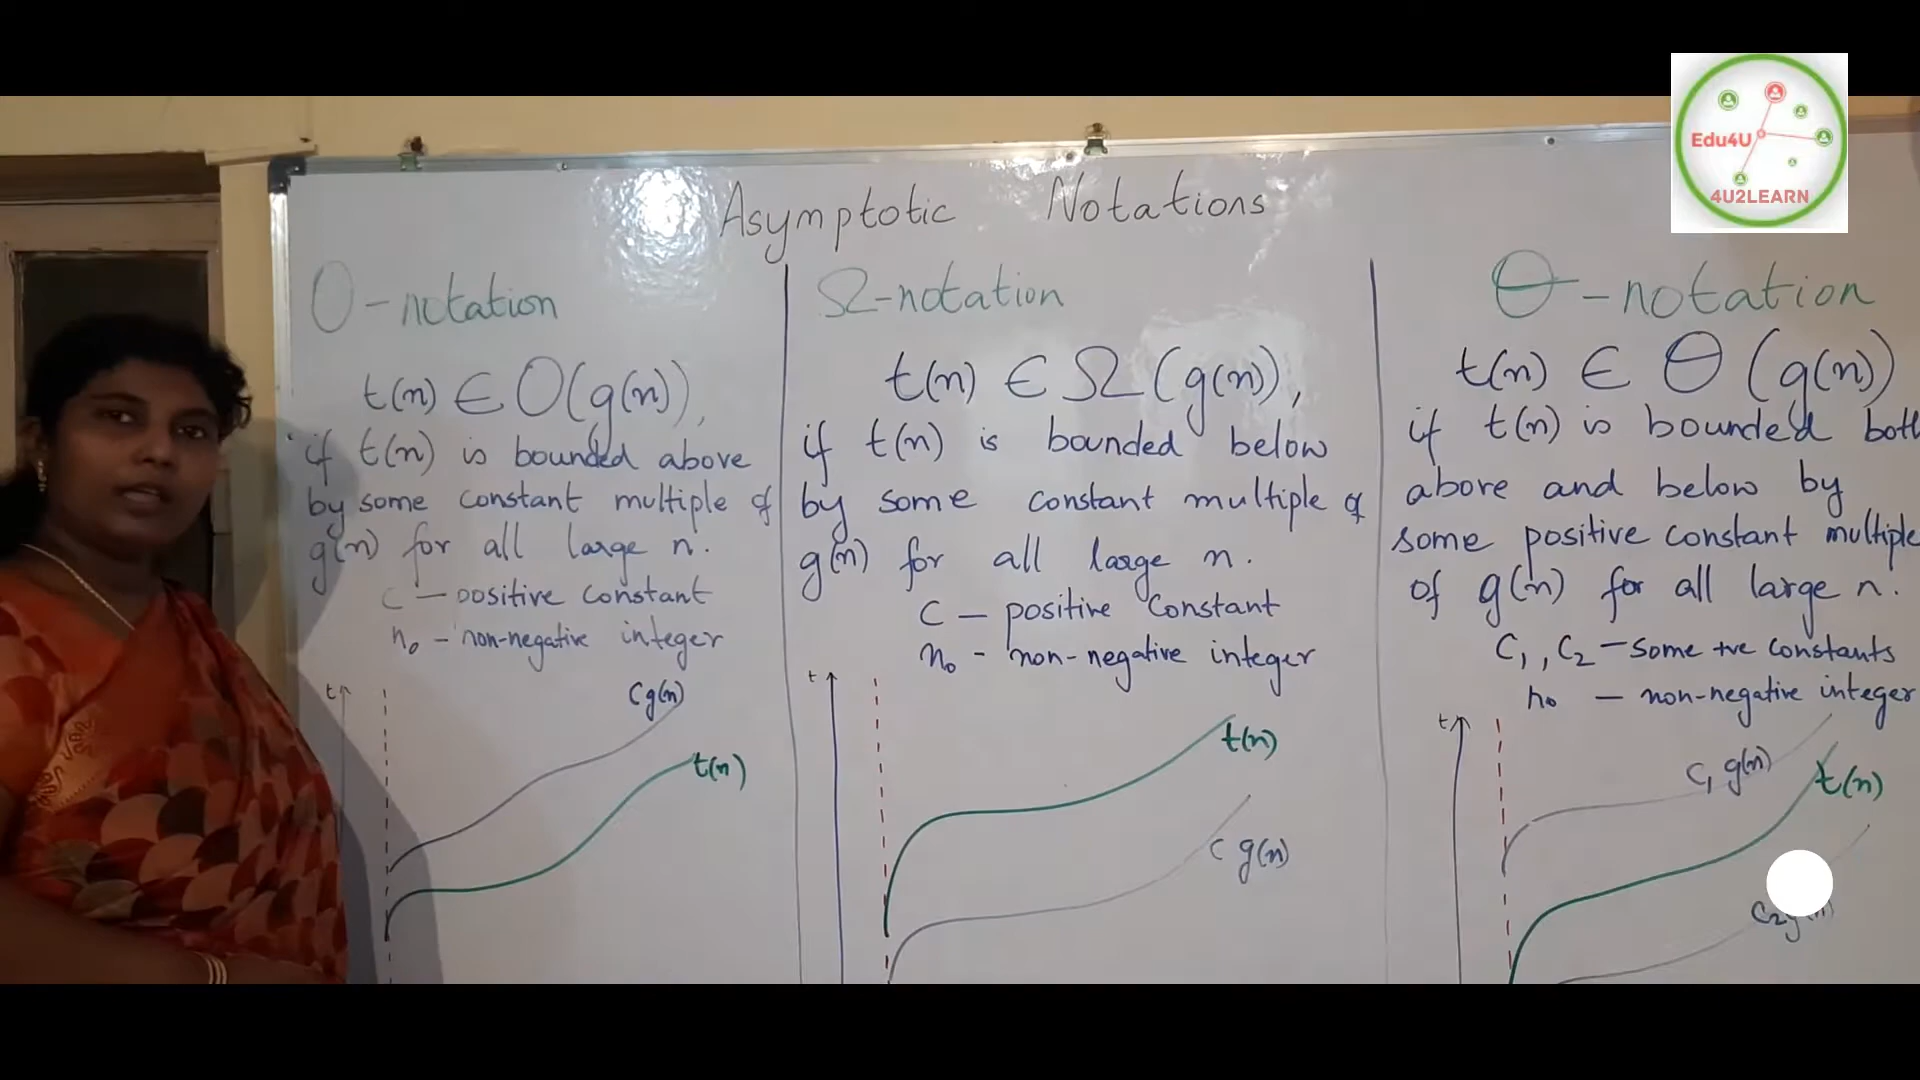 Edu4U
4U2LEARN
Asymptotic Notations
O-notation
t(n) ∈ O(g(n)),
if t(n) is bounded above
by some constant multiple of
g(n) for all large n.
C – positive constant
n₀ – non-negative integer
t
Cg(n)
t(n)
Ω-notation
t(n) ∈ Ω(g(n)),
if t(n) is bounded below
by some constant multiple of
g(n) for all large n.
C – positive constant
n₀ - non-negative integer
t
t(n)
C g(n)
Θ-notation
t(n) ∈ Θ(g(n))
if t(n) is bounded both
above and below by
some positive constant multiple
of g(n) for all large n.
C₁, C₂ – some +ve constants
n₀ – non-negative integer
t
C₁ g(n)
t(n)
C₂g(n)